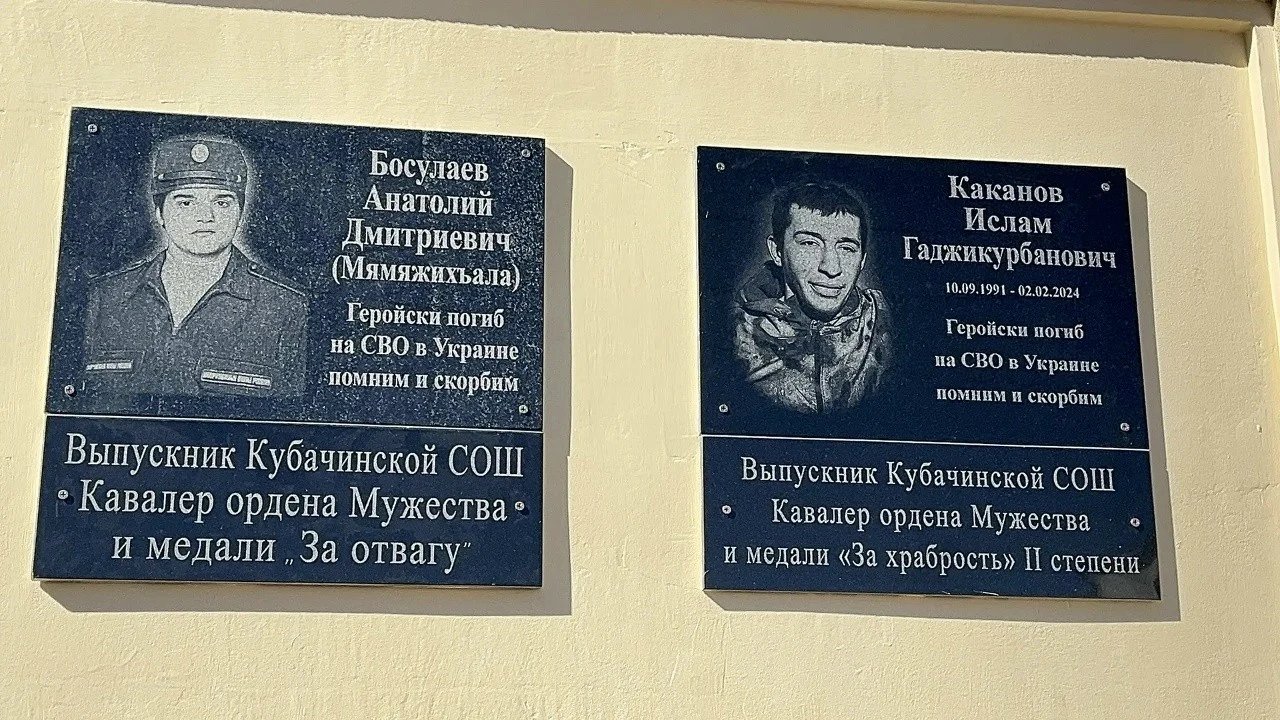 Босулаев
Анатолий
Дмитриевич
(Мямяжихъала)
Геройски погиб
на СВО в Украине
помним и скорбим
Выпускник Кубачинской СОШ
Кавалер ордена Мужества
и медали „За отвагу”
Каканов
Ислам
Гаджикурбанович
10.09.1991 - 02.02.2024
Геройски погиб
на СВО в Украине
помним и скорбим
Выпускник Кубачинской СОШ
Кавалер ордена Мужества
и медали «За храбрость» II степени